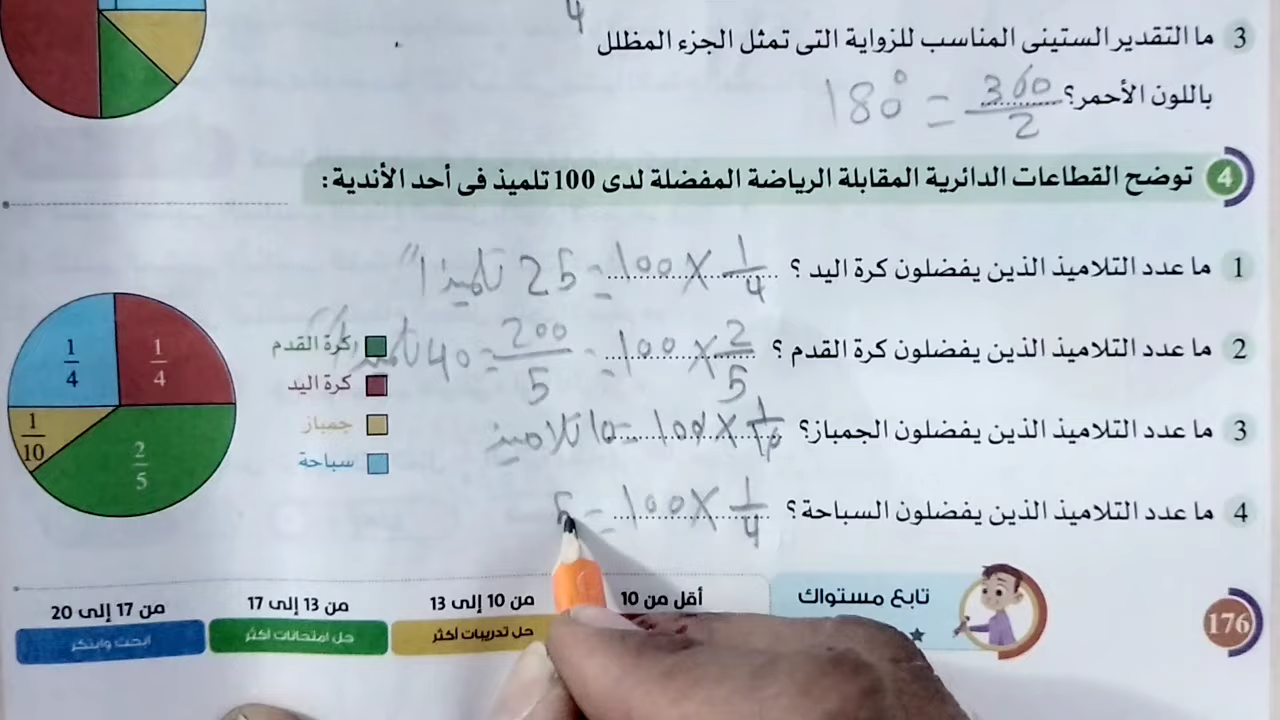 4
3 ما التقدير الستينى المناسب للزواية التى تمثل الجزء المظلل
باللون الأحمر؟ 360/2 = 180°
4 توضح القطاعات الدائرية المقابلة الرياضة المفضلة لدى 100 تلميذ فى أحد الأندية:
1 ما عدد التلاميذ الذين يفضلون كرة اليد ؟ 1/4 × 100 = 25 تلميذا"
2 ما عدد التلاميذ الذين يفضلون كرة القدم ؟ 2/5 × 100 = 200/5 = 40 تلميذا"
3 ما عدد التلاميذ الذين يفضلون الجمباز؟ 1/10 × 100 = 10 تلاميذ
4 ما عدد التلاميذ الذين يفضلون السباحة؟ 1/4 × 100 = 5
كرة القدم
كرة اليد
جمباز
سباحة
1/4 1/4
1/10 2/5
تابع مستواك
أقل من 10 من 10 إلى 13 من 13 إلى 17 من 17 إلى 20
حل تدريبات أكثر حل امتحانات أكثر ابحث وابتكر
176